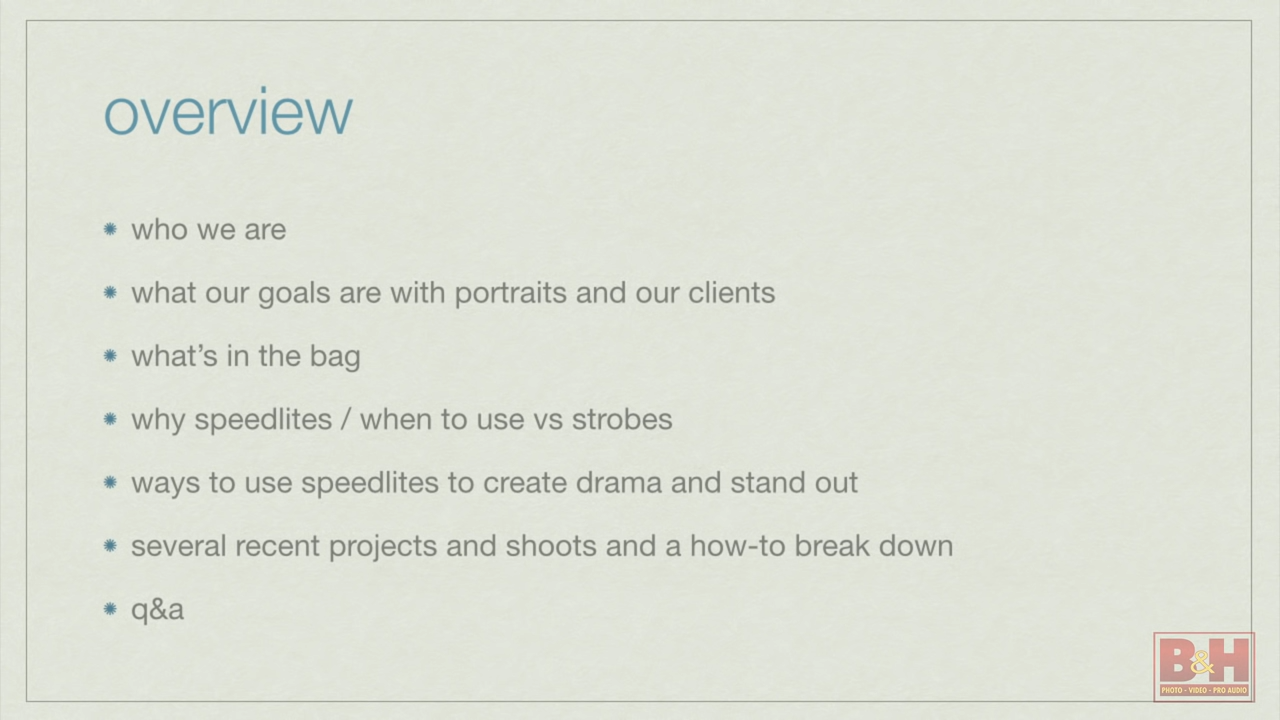 overview
who we are
what our goals are with portraits and our clients
what’s in the bag
why speedlites / when to use vs strobes
ways to use speedlites to create drama and stand out
several recent projects and shoots and a how-to break down
q&a
B&H
PHOTO - VIDEO - PRO AUDIO